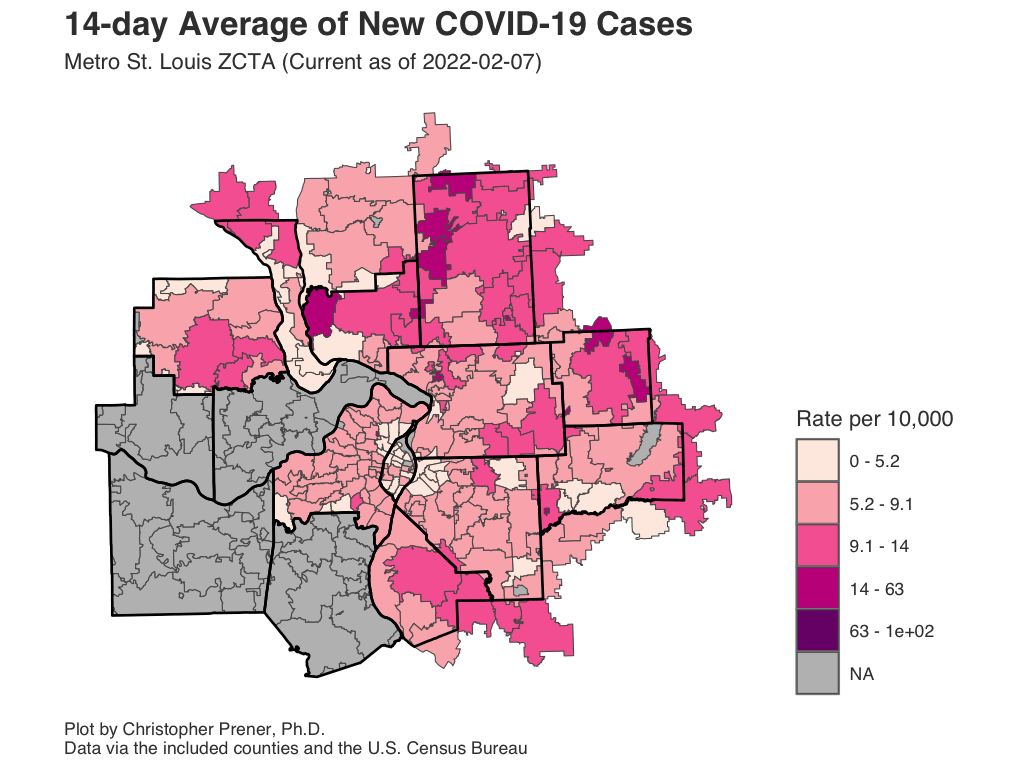 14-day Average of New COVID-19 Cases
Metro St. Louis ZCTA (Current as of 2022-02-07)
Rate per 10,000
0 - 5.2
5.2 - 9.1
9.1 - 14
14 - 63
63 - 1e+02
NA
Plot by Christopher Prener, Ph.D.
Data via the included counties and the U.S. Census Bureau